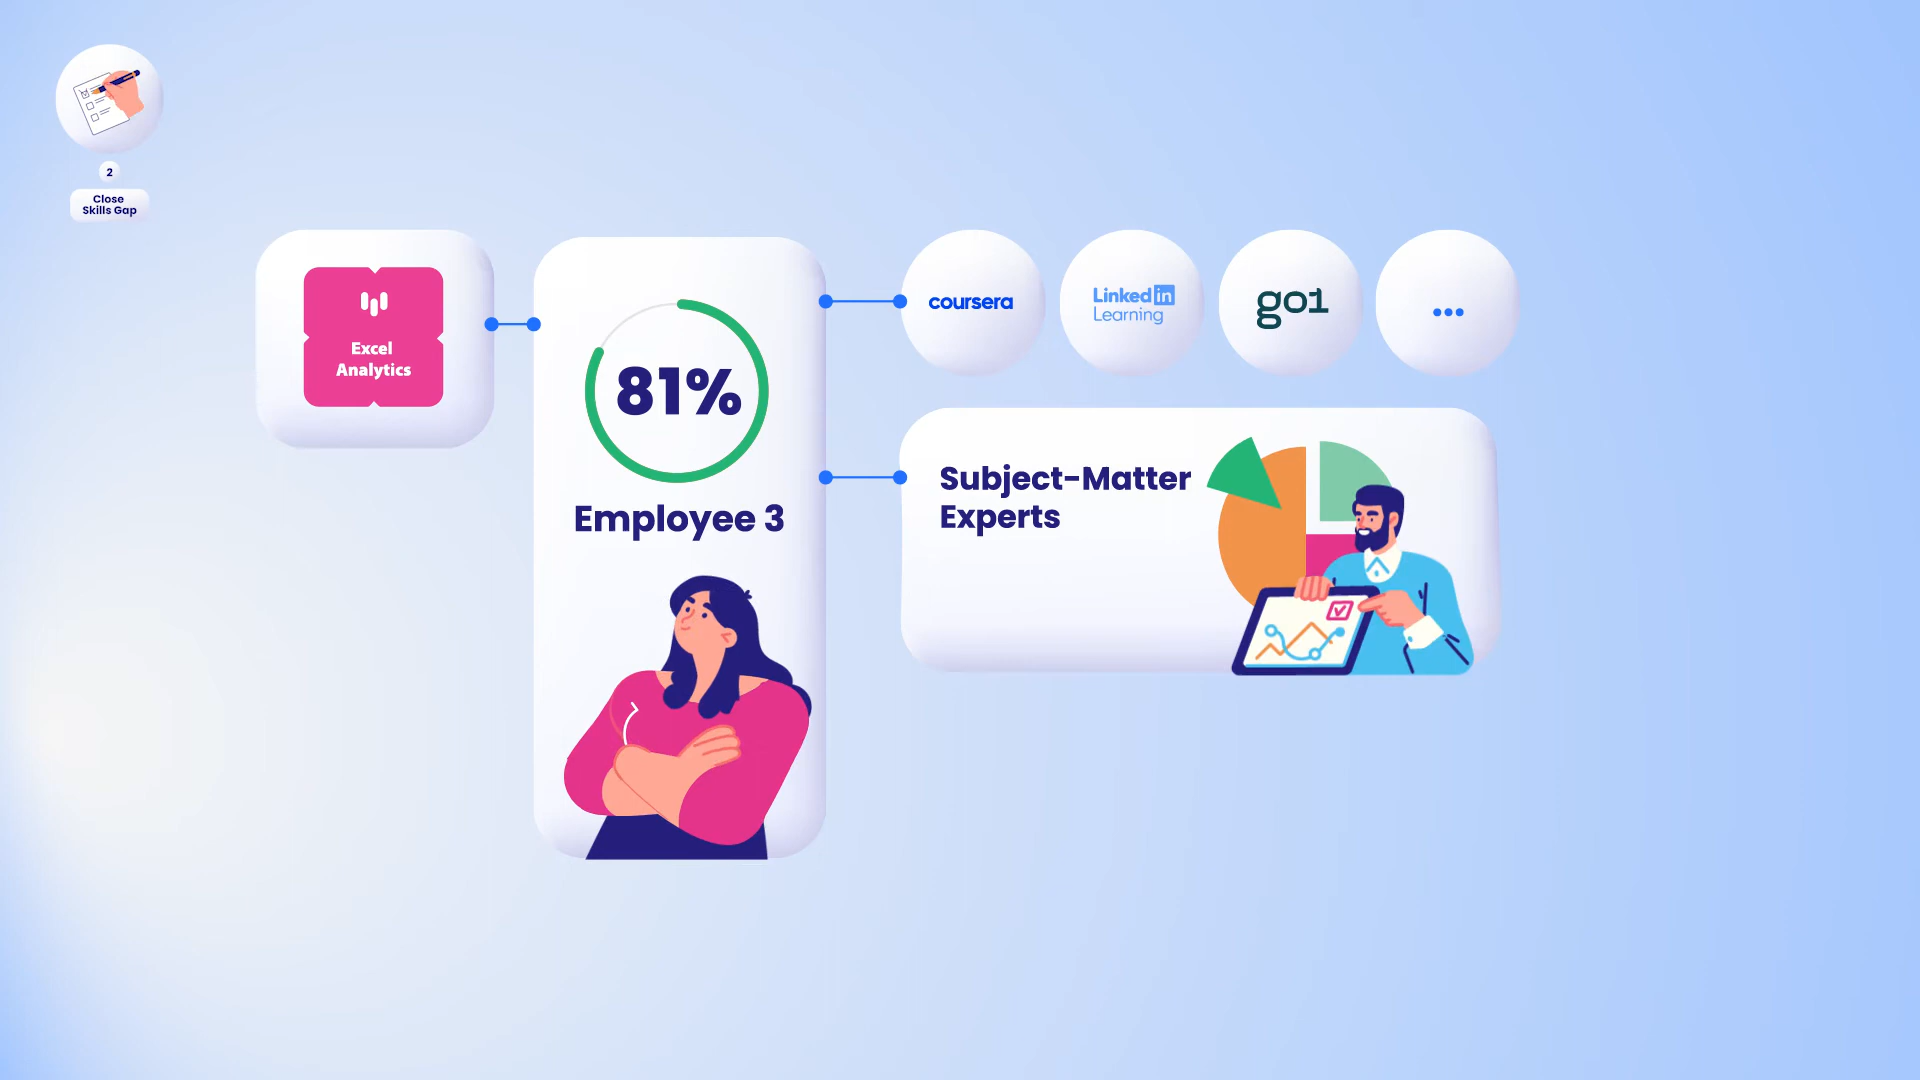 2
Close
Skills Gap
Excel
Analytics
81%
Employee 3
coursera
Linked in
Learning
go1
...
Subject-Matter
Experts